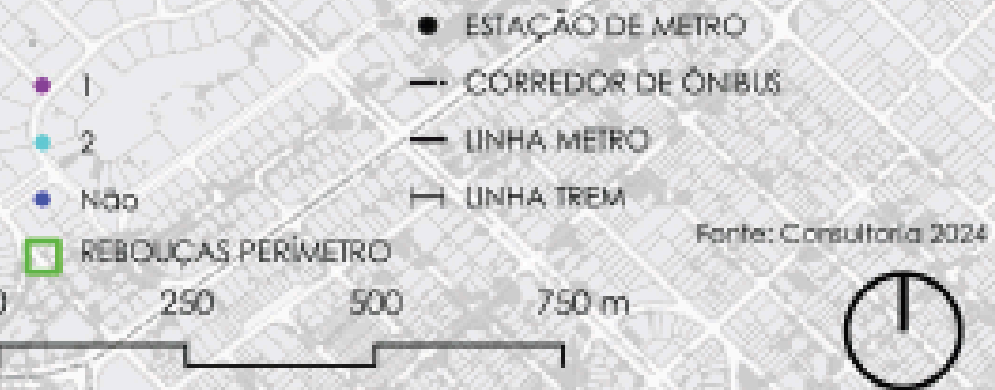 1
2
Não
REBOUÇAS PERÍMETRO
ESTAÇÃO DE METRO
CORREDOR DE ÔNIBUS
LINHA METRO
LINHA TREM
Fonte: Consultoria 2024
0 250 500 750 m